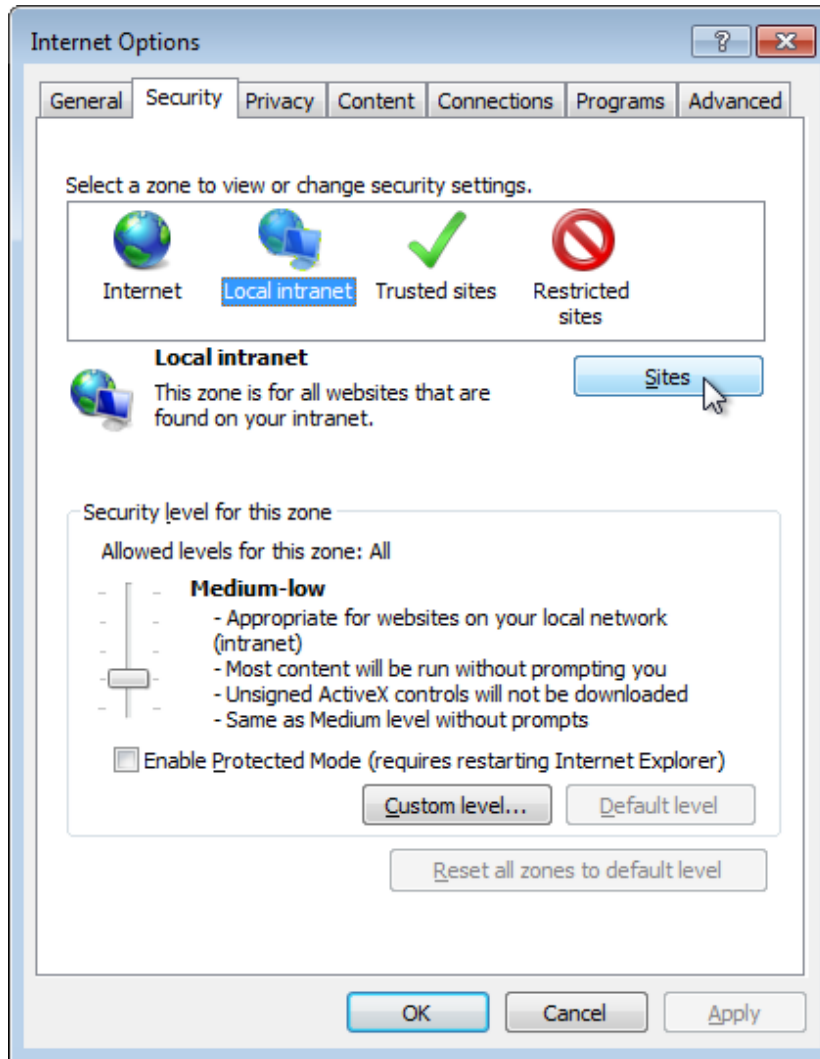 Internet Options
General Security Privacy Content Connections Programs Advanced
Select a zone to view or change security settings.
Internet Local intranet Trusted sites Restricted
sites
Local intranet
Sites
This zone is for all websites that are
found on your intranet.
Security level for this zone
Allowed levels for this zone: All
Medium-low
- Appropriate for websites on your local network
(intranet)
- Most content will be run without prompting you
- Unsigned ActiveX controls will not be downloaded
- Same as Medium level without prompts
Enable Protected Mode (requires restarting Internet Explorer)
Custom level... Default level
Reset all zones to default level
OK Cancel Apply